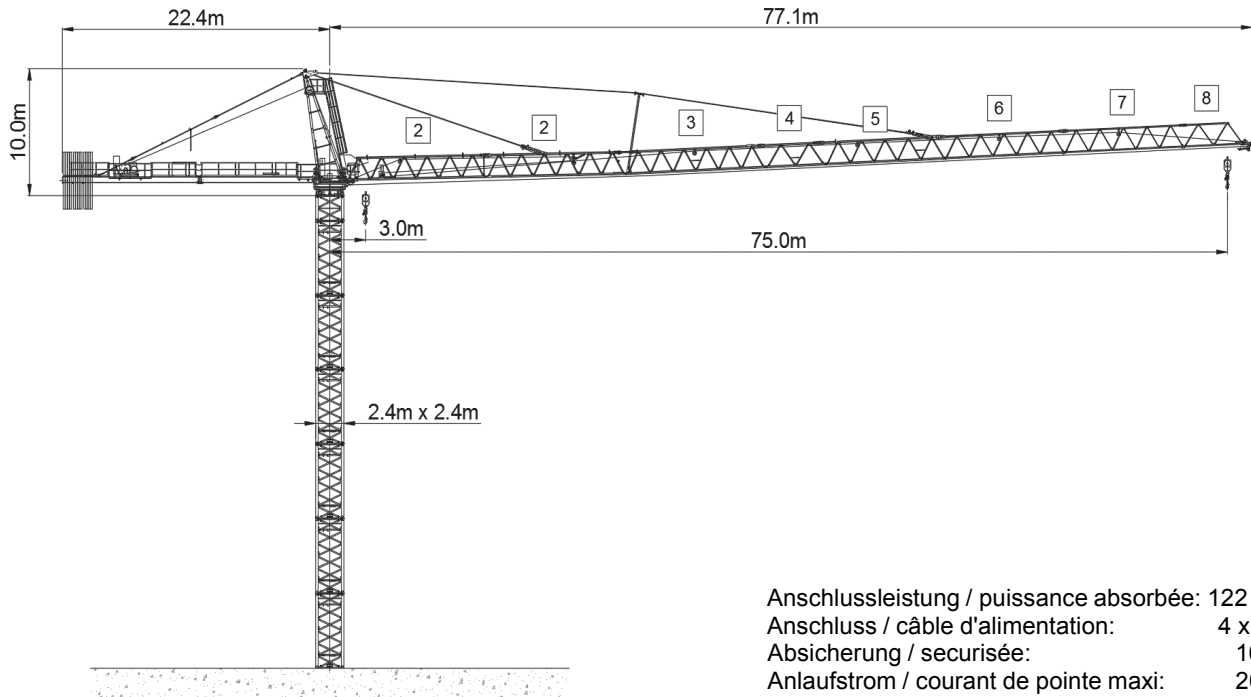 22.4m
77.1m
10.0m
2
2
3
4
5
6
7
8
3.0m
75.0m
2.4m x 2.4m
Anschlussleistung / puissance absorbée: 122
Anschluss / câble d'alimentation: 4 x
Absicherung / securisée:
Anlaufstrom / courant de pointe maxi: